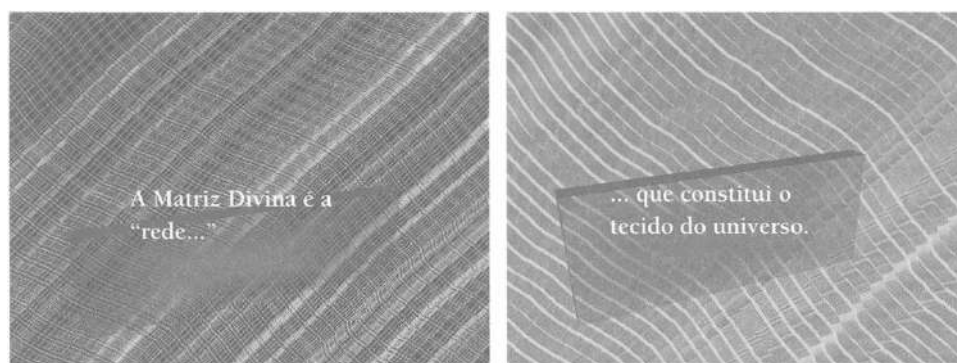 A Matriz Divina é a
“rede...”
... que constitui o
tecido do universo.